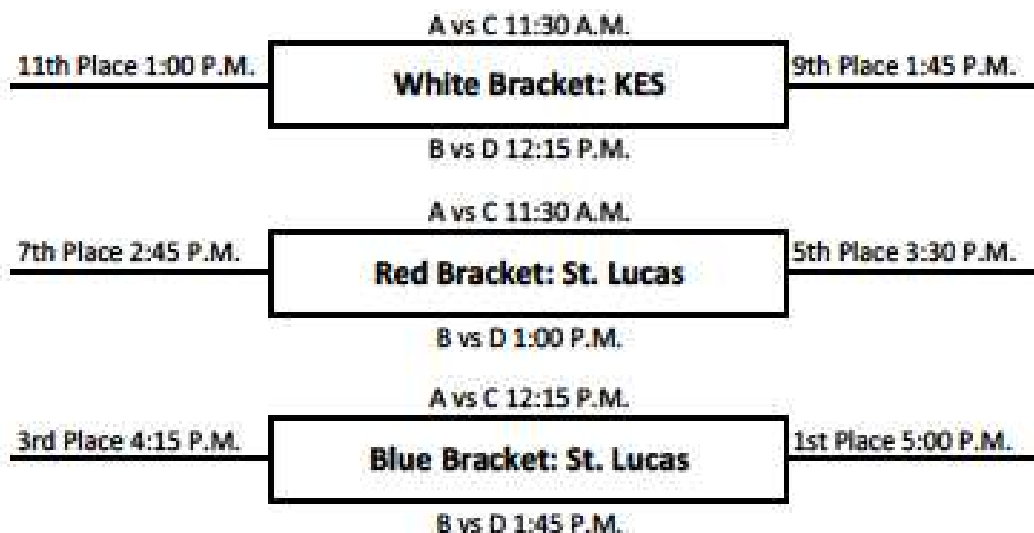 A vs C 11:30 A.M.
11th Place 1:00 P.M.
White Bracket: KES
9th Place 1:45 P.M.
B vs D 12:15 P.M.
A vs C 11:30 A.M.
7th Place 2:45 P.M.
Red Bracket: St. Lucas
5th Place 3:30 P.M.
B vs D 1:00 P.M.
A vs C 12:15 P.M.
3rd Place 4:15 P.M.
Blue Bracket: St. Lucas
1st Place 5:00 P.M.
B vs D 1:45 P.M.